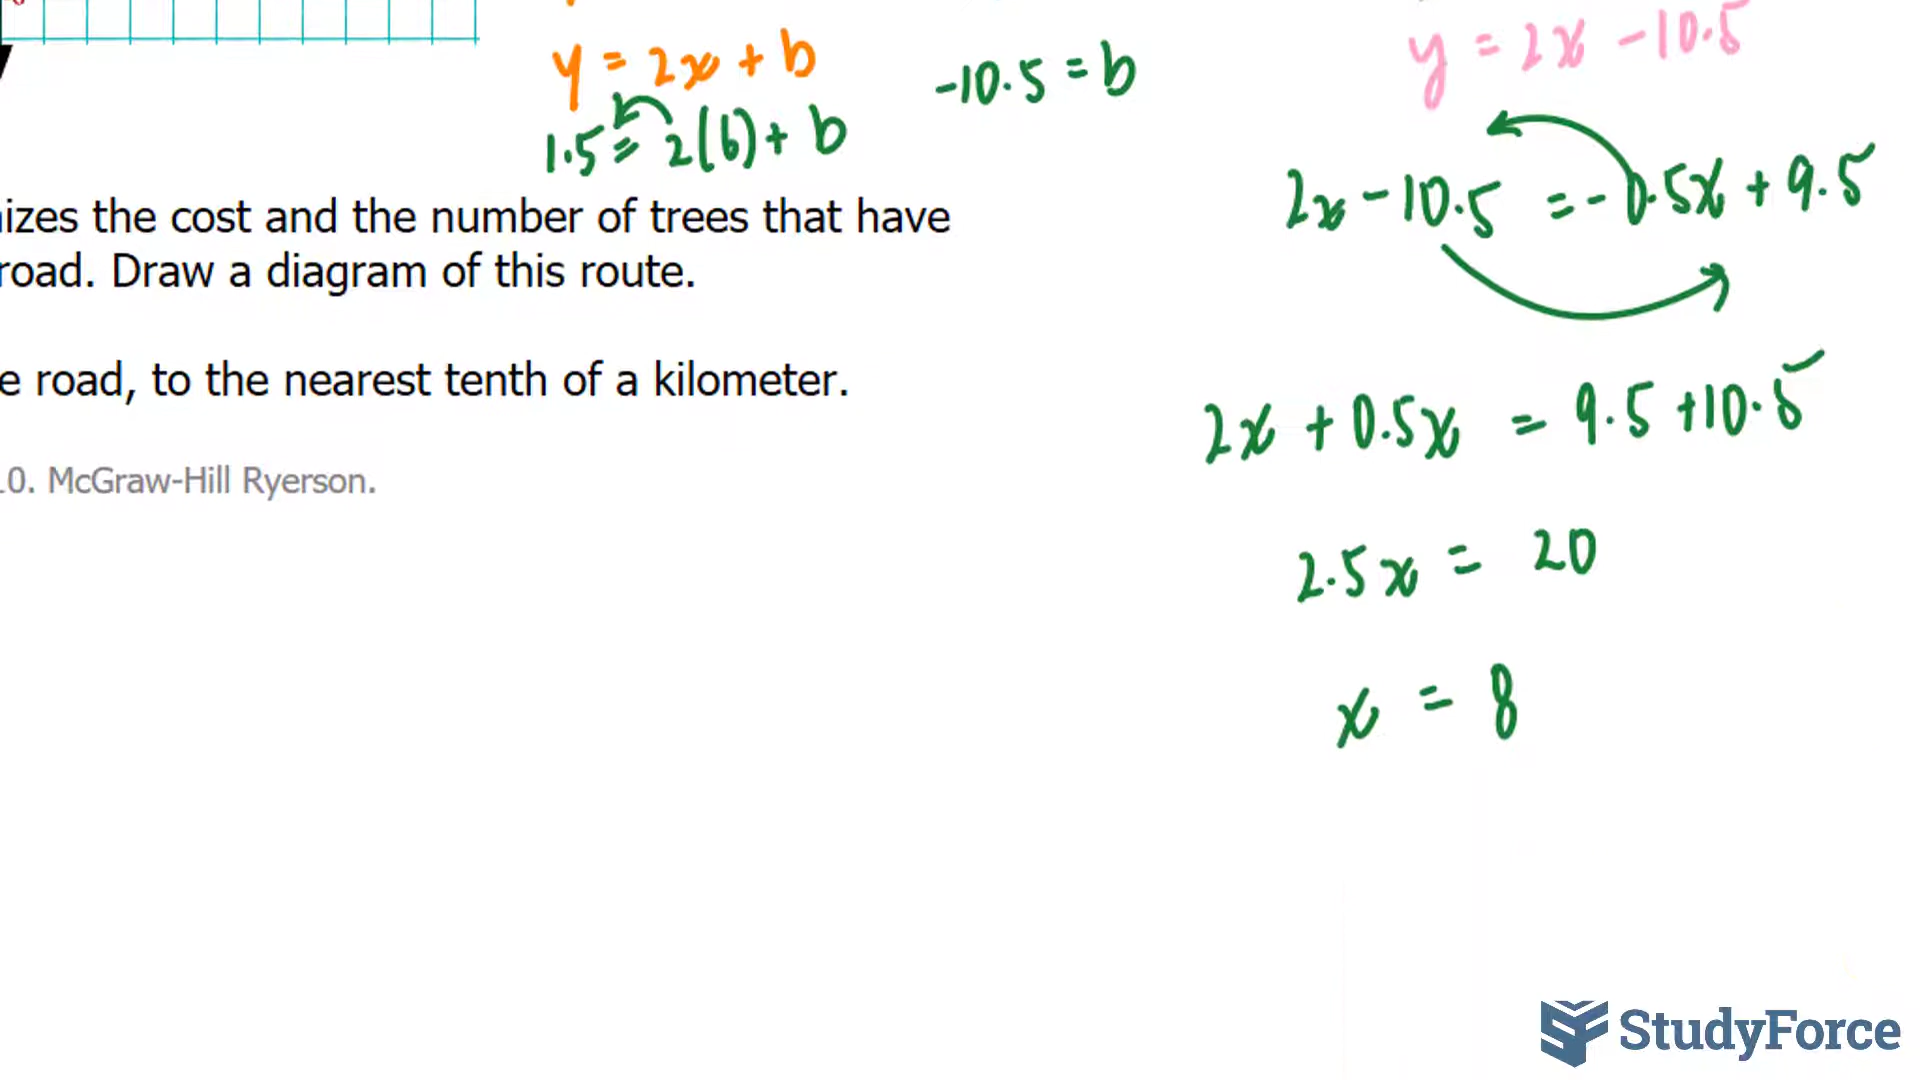 y = 2x + b
1.5 = 2(6) + b
-10.5 = b
y = 2x - 10.5
2x - 10.5 = -0.5x + 9.5
izes the cost and the number of trees that have
road. Draw a diagram of this route.
2x + 0.5x = 9.5 + 10.5
e road, to the nearest tenth of a kilometer.
.0. McGraw-Hill Ryerson.
2.5x = 20
x = 8
StudyForce